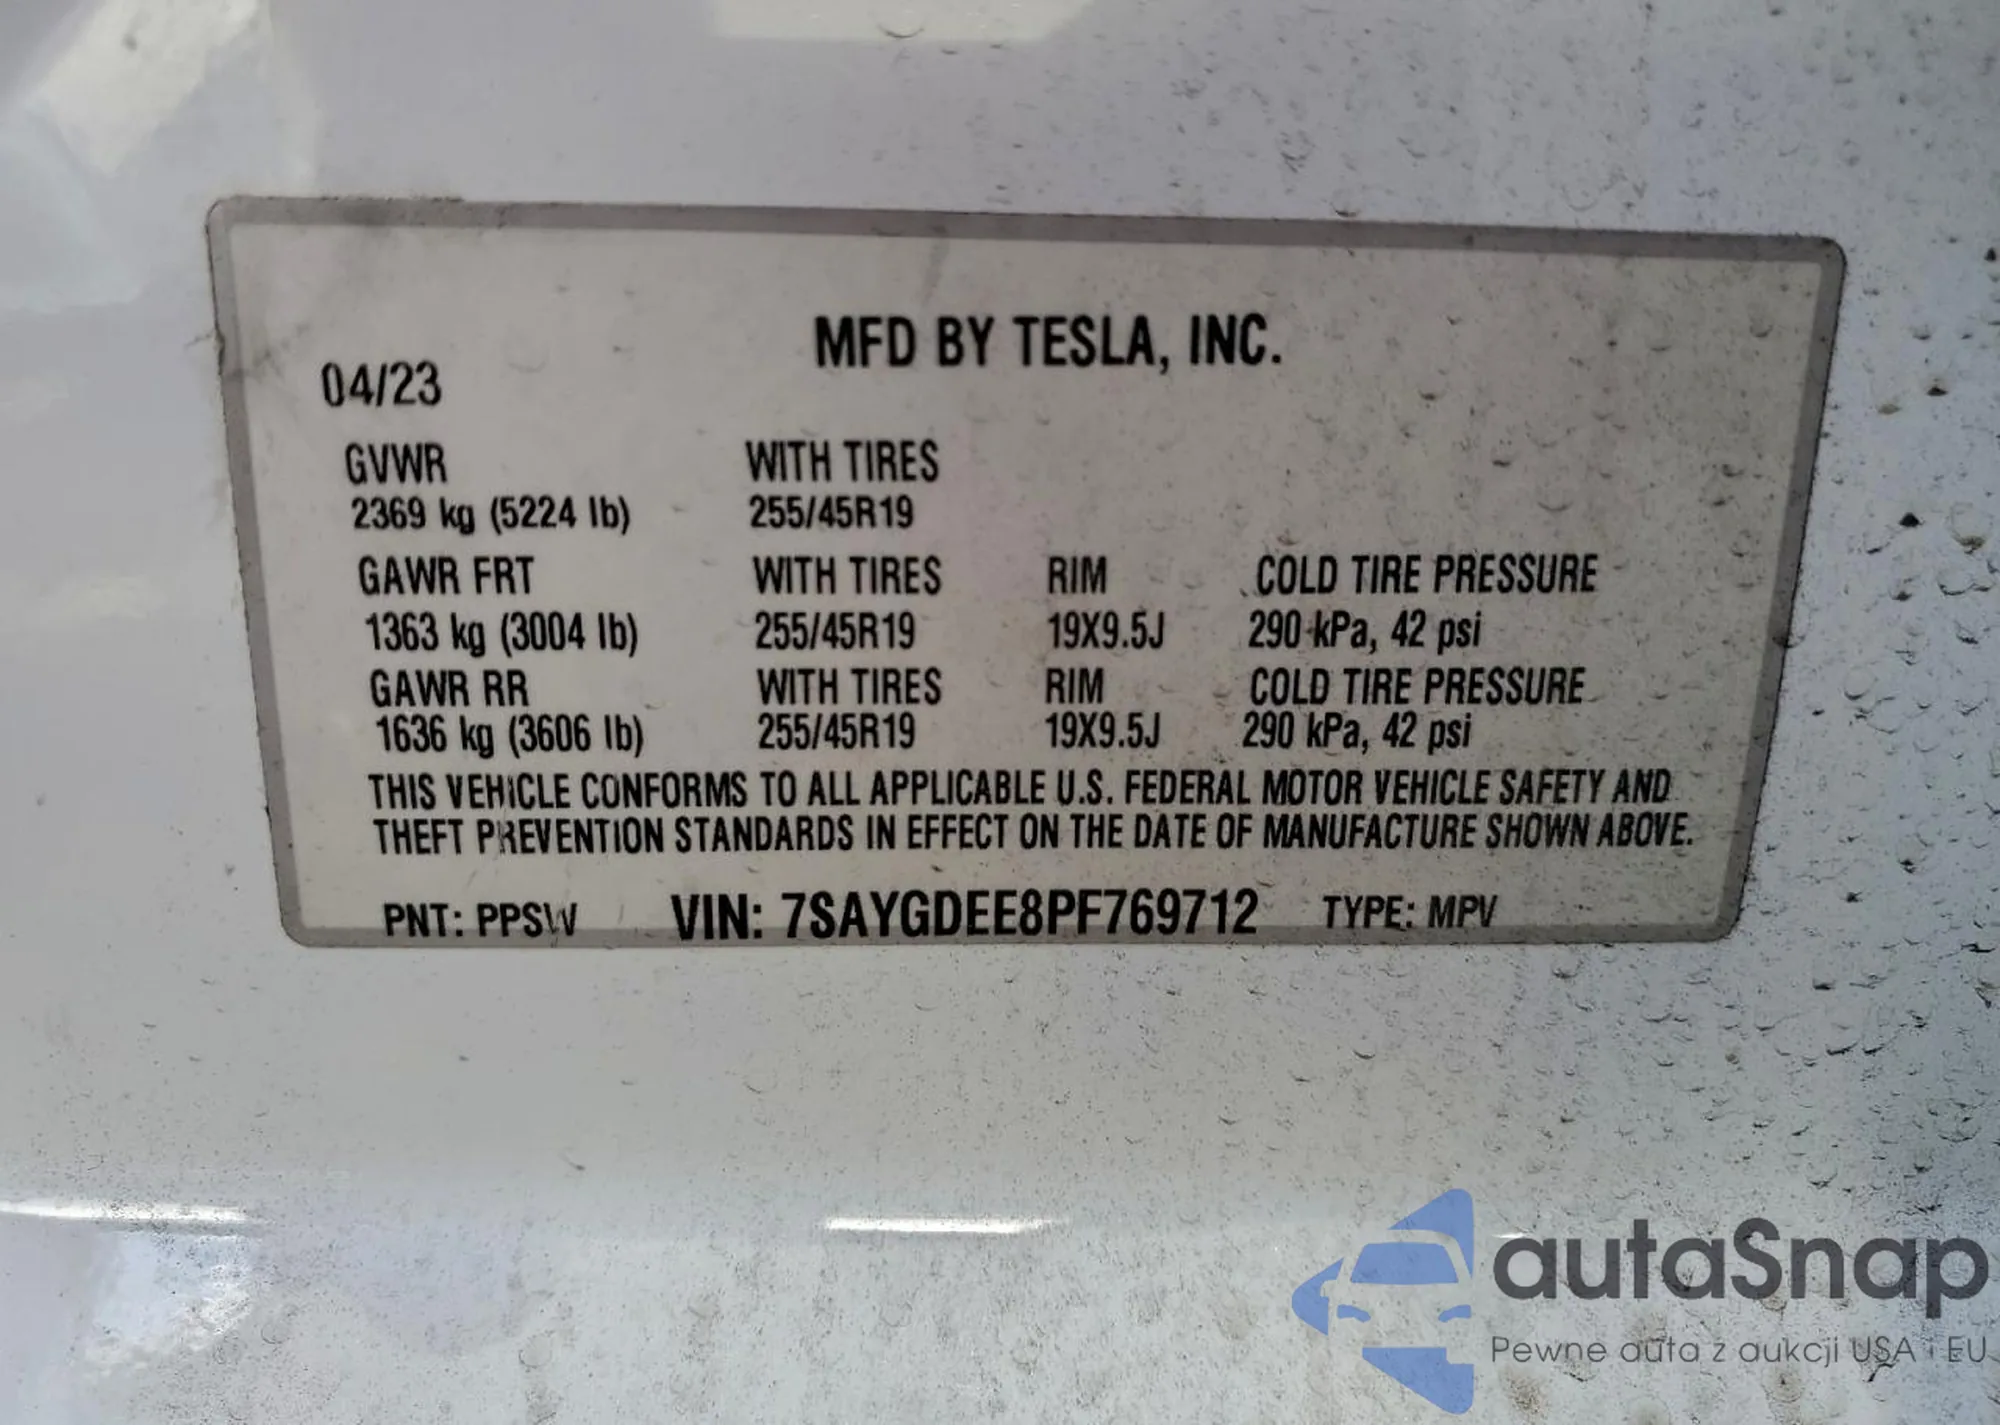 MFD BY TESLA, INC.
04/23
GVWR WITH TIRES
2369 kg (5224 lb) 255/45R19
GAWR FRT WITH TIRES RIM COLD TIRE PRESSURE
1363 kg (3004 lb) 255/45R19 19X9.5J 290 kPa, 42 psi
GAWR RR WITH TIRES RIM COLD TIRE PRESSURE
1636 kg (3606 lb) 255/45R19 19X9.5J 290 kPa, 42 psi
THIS VEHICLE CONFORMS TO ALL APPLICABLE U.S. FEDERAL MOTOR VEHICLE SAFETY AND
THEFT PREVENTION STANDARDS IN EFFECT ON THE DATE OF MANUFACTURE SHOWN ABOVE.
PNT: PPSW VIN: 7SAYGDEE8PF769712 TYPE: MPV
autaSnap
Pewne auta z aukcji USA i EU